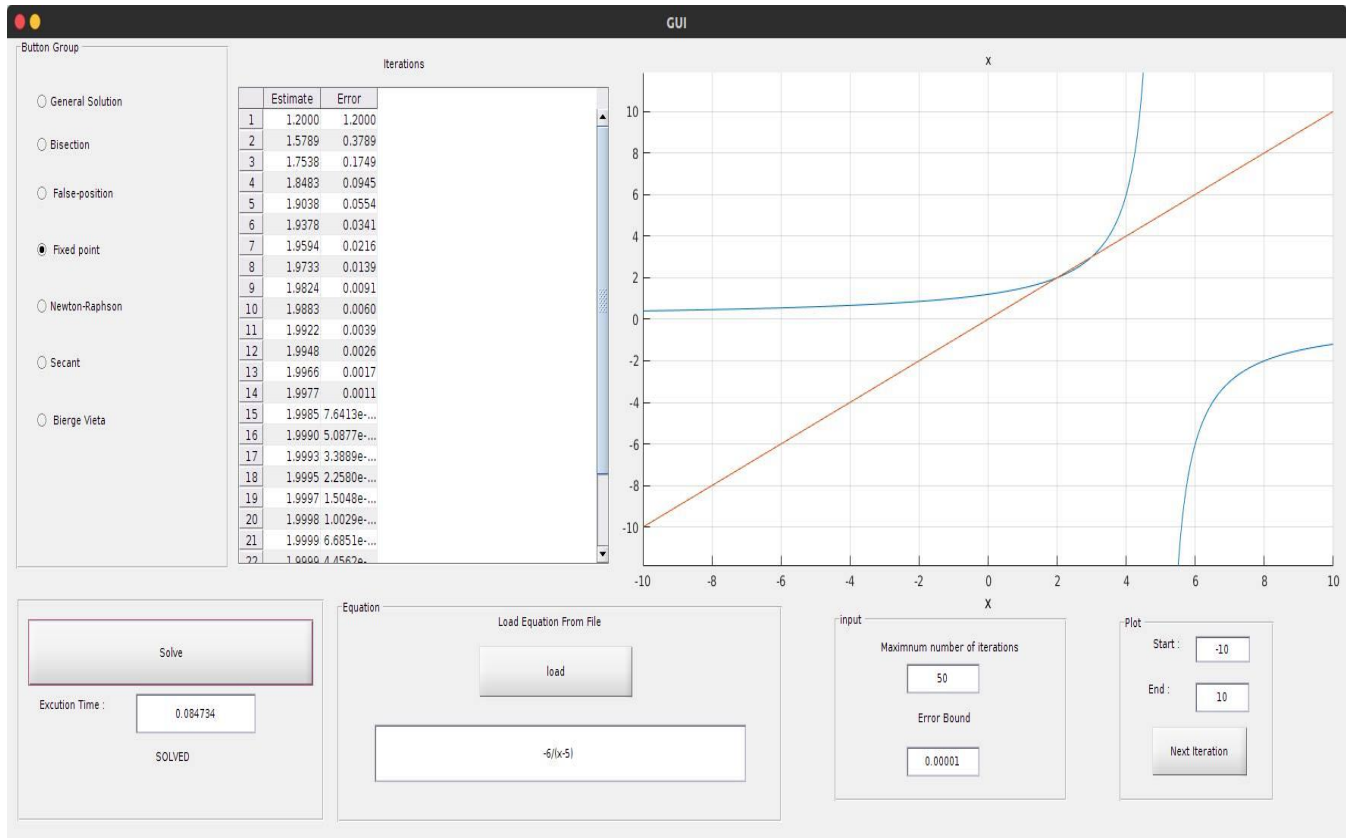 GUI
Button Group
General Solution
Bisection
False-position
Fixed point
Newton-Raphson
Secant
Bierge Vieta
Iterations
Estimate Error
1 1.2000 1.2000
2 1.5789 0.3789
3 1.7538 0.1749
4 1.8483 0.0945
5 1.9038 0.0554
6 1.9378 0.0341
7 1.9594 0.0216
8 1.9733 0.0139
9 1.9824 0.0091
10 1.9883 0.0060
11 1.9922 0.0039
12 1.9948 0.0026
13 1.9966 0.0017
14 1.9977 0.0011
15 1.9985 7.6413e-...
16 1.9990 5.0877e-...
17 1.9993 3.3889e-...
18 1.9995 2.2580e-...
19 1.9997 1.5048e-...
20 1.9998 1.0029e-...
21 1.9999 6.6851e-...
22 1.9999 4.4562e-...
x
10
8
6
4
2
0
-2
-4
-6
-8
-10
-10 -8 -6 -4 -2 0 2 4 6 8 10
x
Solve
Excution Time :
0.084734
SOLVED
Equation
Load Equation From File
load
-6/(x-5)
input
Maximnum number of iterations
50
Error Bound
0.00001
Plot
Start :
-10
End :
10
Next Iteration